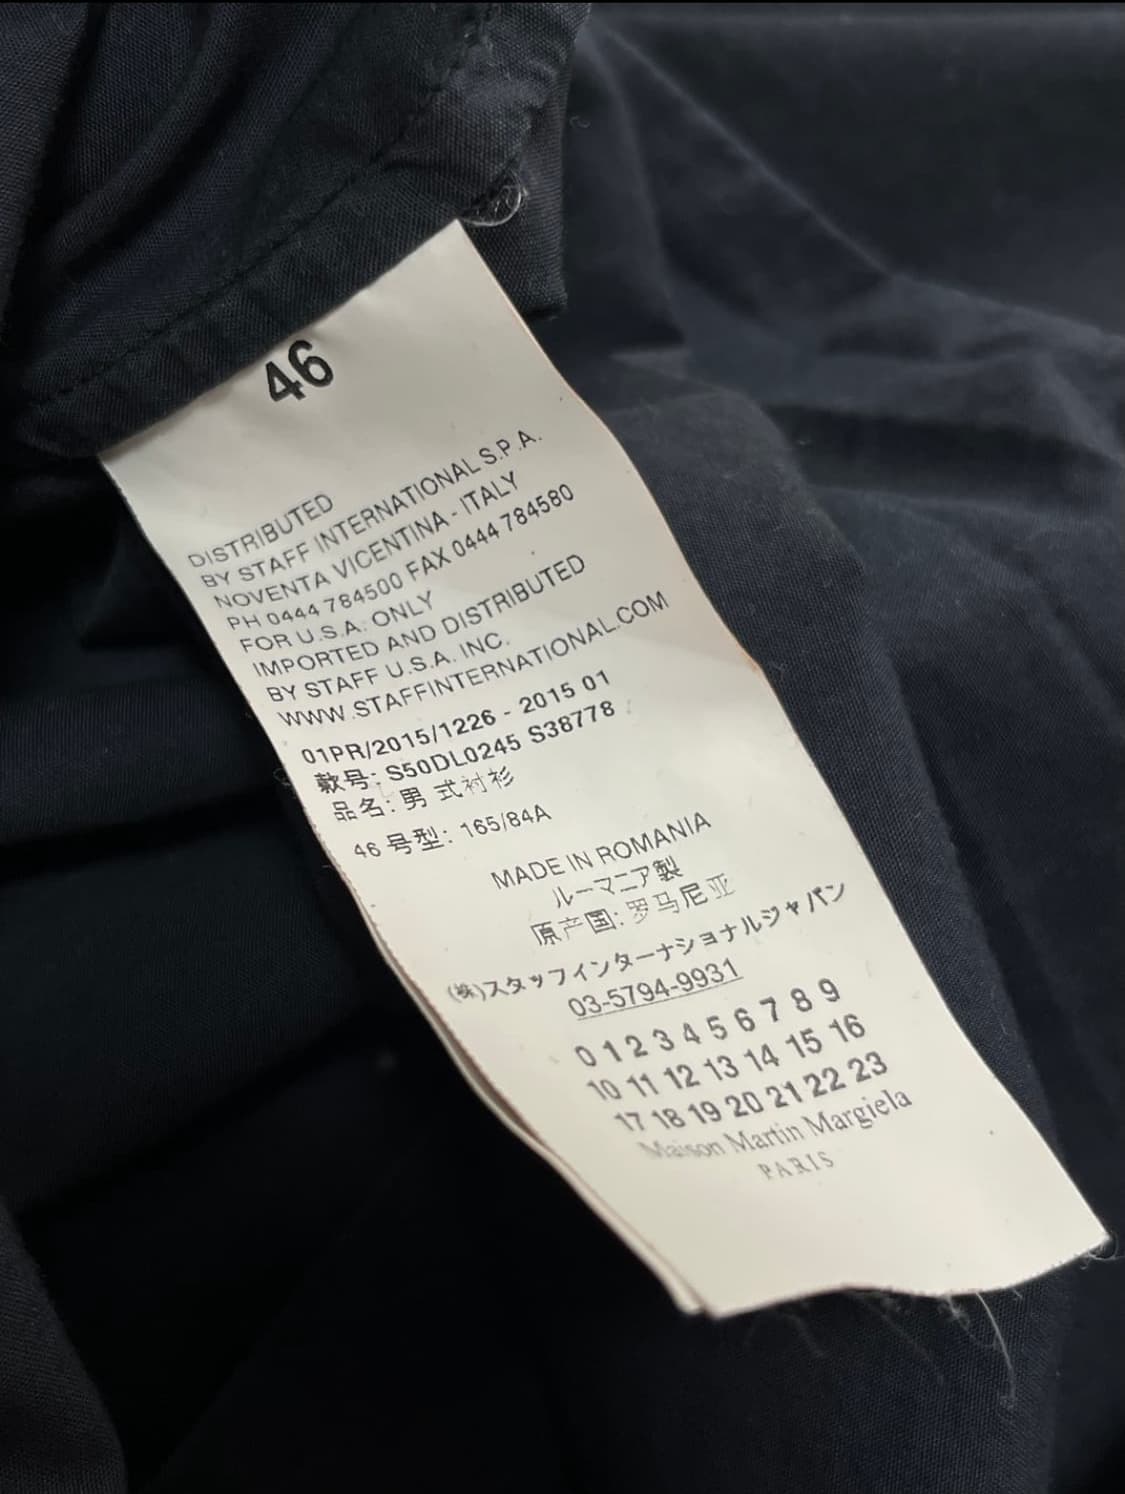 46
DISTRIBUTED
BY STAFF INTERNATIONAL S.P.A.
NOVENTA VICENTINA - ITALY
PH 0444 784500 FAX 0444 784580
FOR U.S.A. ONLY
IMPORTED AND DISTRIBUTED
BY STAFF U.S.A. INC.
WWW.STAFFINTERNATIONAL.COM
01PR/2015/1226 - 2015 01
款号: S50DL0245 S38778
品名: 男式衬衫
46 号型: 165/84A
MADE IN ROMANIA
ルーマニア製
原产国: 罗马尼亚
(株)スタッフインターナショナルジャパン
03-5794-9931
0 1 2 3 4 5 6 7 8 9
10 11 12 13 14 15 16
17 18 19 20 21 22 23
Maison Martin Margiela
PARIS